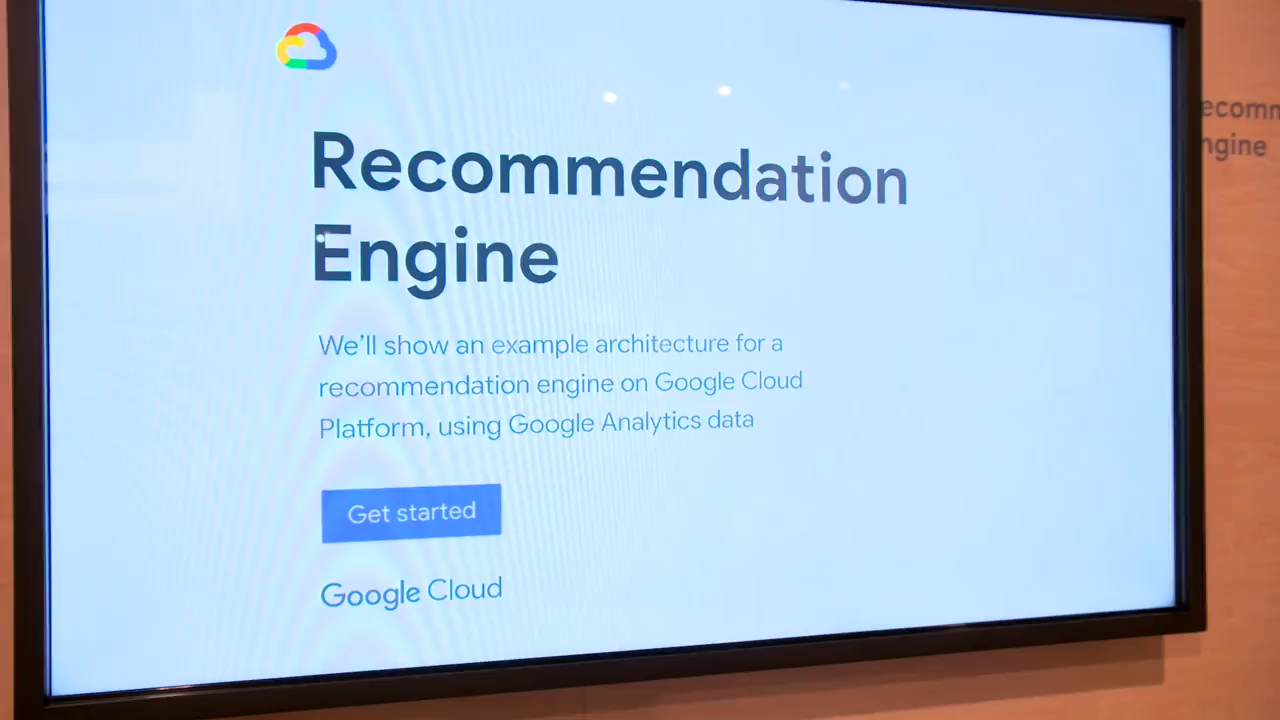 Recommendation
Engine
We'll show an example architecture for a
recommendation engine on Google Cloud
Platform, using Google Analytics data
Get started
Google Cloud
ecomm
ngine